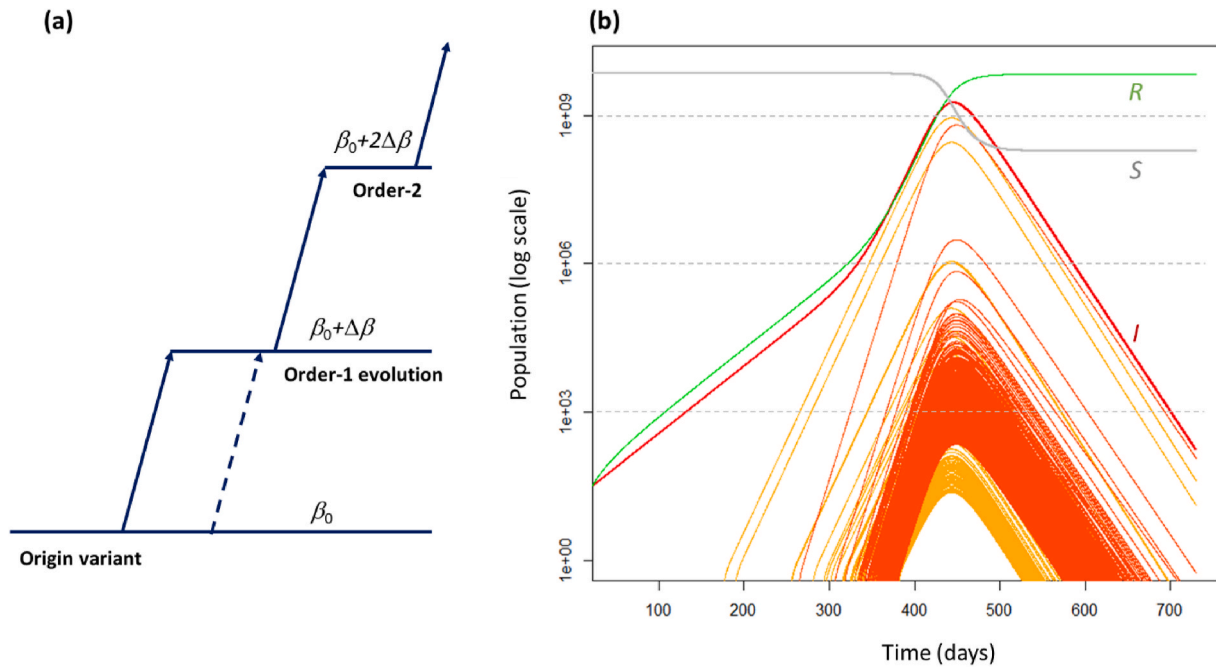 (a)
β₀+2Δβ
Order-2
β₀+Δβ
Order-1 evolution
β₀
Origin variant
(b)
Population (log scale)
1e+09
1e+06
1e+03
1e+00
R
S
I
100 200 300 400 500 600 700
Time (days)